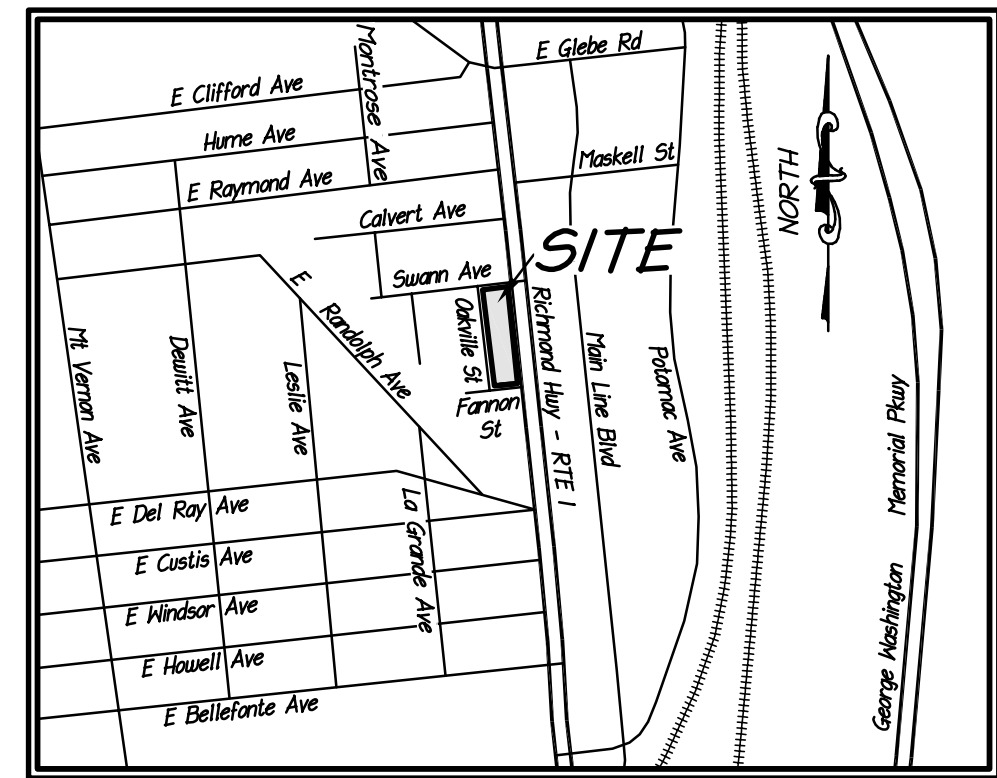 E Clifford Ave
Montrose Ave
E Glebe Rd
Hume Ave
E Raymond Ave
Maskell St
NORTH
Calvert Ave
SITE
Swann Ave
E Randolph Ave
Oakville St
Richmond Hwy - RTE 1
Main Line Blvd
Potomac Ave
Mt Vernon Ave
Dewitt Ave
Leslie Ave
Fannon
St
George Washington Memorial Pkwy
E Del Ray Ave
La Grande Ave
E Custis Ave
E Windsor Ave
E Howell Ave
E Bellefonte Ave